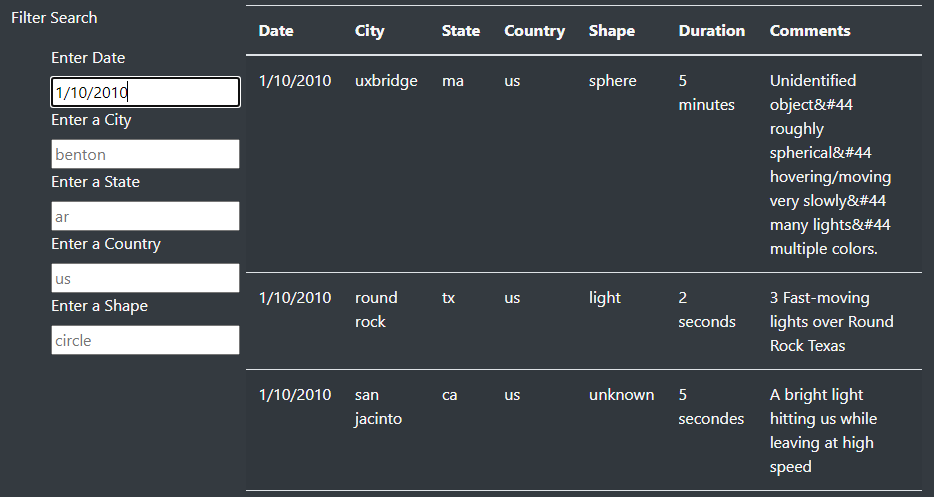 Filter Search
Enter Date
1/10/2010
Enter a City
benton
Enter a State
ar
Enter a Country
us
Enter a Shape
circle
Date City State Country Shape Duration Comments
1/10/2010 uxbridge ma us sphere 5 Unidentified
minutes object&#44
roughly
spherical&#44
hovering/moving
very slowly&#44
many lights&#44
multiple colors.
1/10/2010 round tx us light 2 3 Fast-moving
rock seconds lights over Round
Rock Texas
1/10/2010 san ca us unknown 5 A bright light
jacinto secondes hitting us while
leaving at high
speed